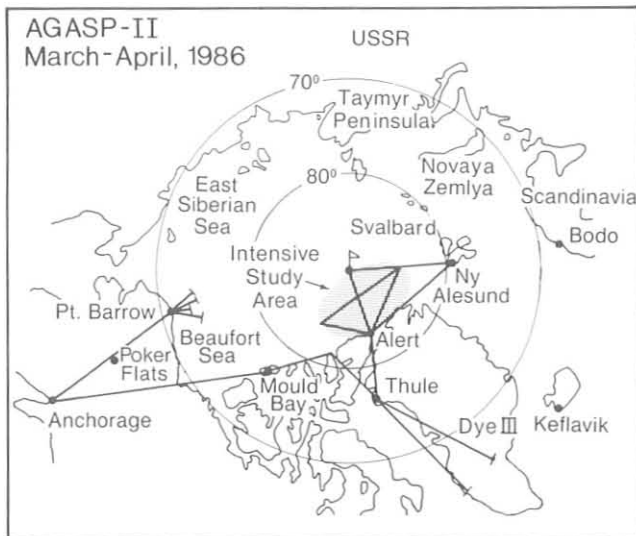 AGASP-II
March-April, 1986
USSR
70°
Taymyr
Peninsula
80°
Novaya
Zemlya
East
Siberian
Sea
Scandinavia
Svalbard
Bodo
Intensive
Study
Area
Ny
Alesund
Pt. Barrow
Beaufort
Sea
Alert
Poker
Flats
Mould
Bay
Thule
Anchorage
Dye III
Keflavik